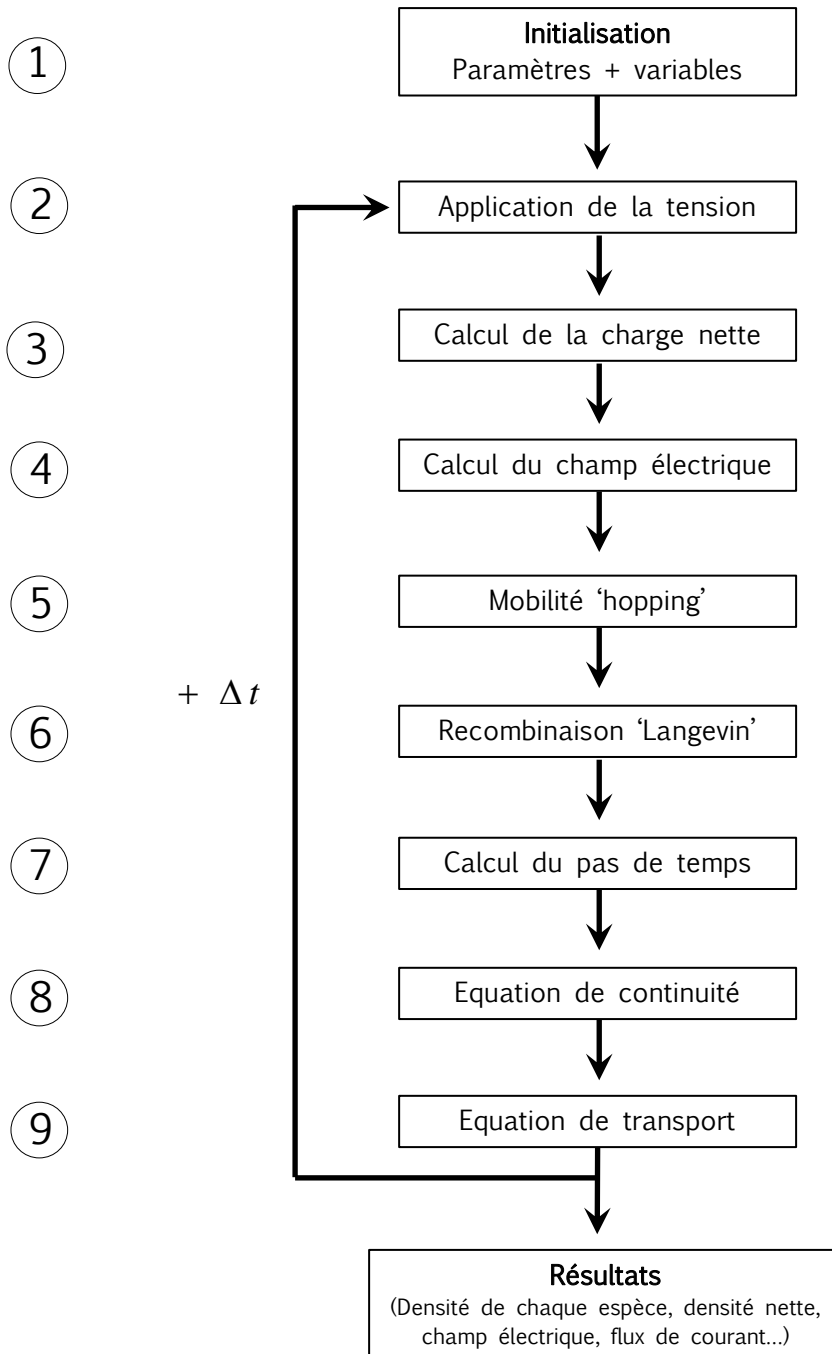 1
Initialisation
Paramètres + variables
2
Application de la tension
3
Calcul de la charge nette
4
Calcul du champ électrique
5
Mobilité ‘hopping’
+ Δt
6
Recombinaison ‘Langevin’
7
Calcul du pas de temps
8
Equation de continuité
9
Equation de transport
Résultats
(Densité de chaque espèce, densité nette,
champ électrique, flux de courant...)